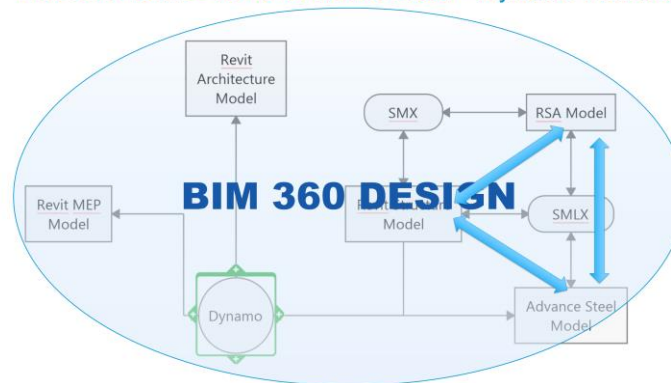 Revit
Architecture
Model
SMX
RSA Model
BIM 360 DESIGN
Revit MEP
Model
Model
SMLX
Dynamo
Advance Steel
Model